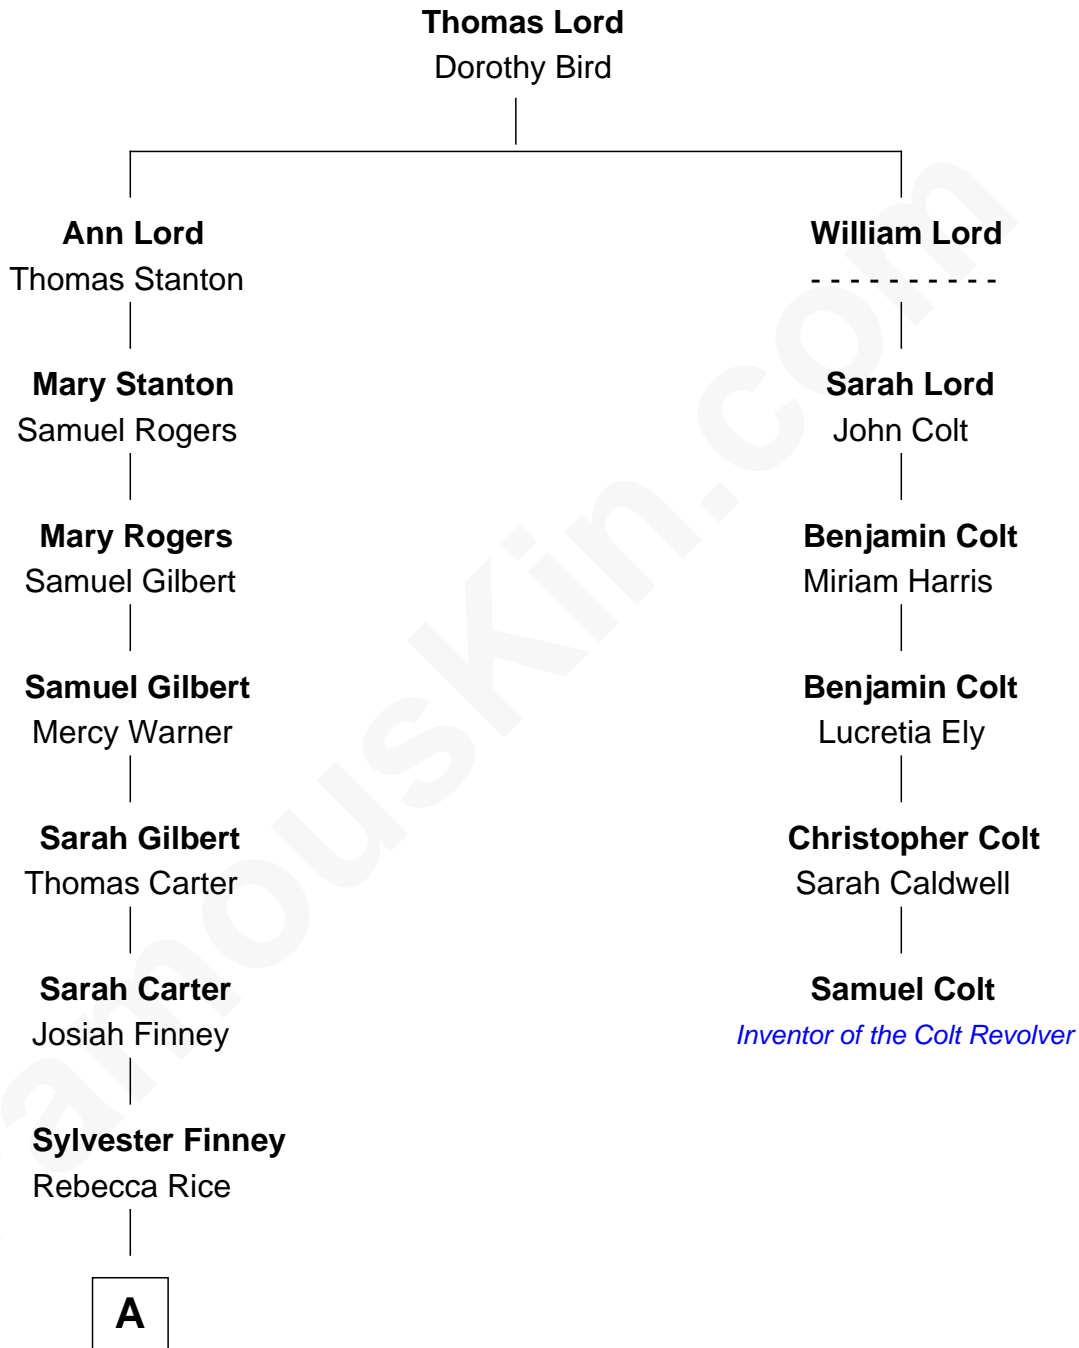 Thomas Lord
Dorothy Bird
Ann Lord
Thomas Stanton
Mary Stanton
Samuel Rogers
Mary Rogers
Samuel Gilbert
Samuel Gilbert
Mercy Warner
Sarah Gilbert
Thomas Carter
Sarah Carter
Josiah Finney
Sylvester Finney
Rebecca Rice
A
William Lord
- - - - - - - - - -
Sarah Lord
John Colt
Benjamin Colt
Miriam Harris
Benjamin Colt
Lucretia Ely
Christopher Colt
Sarah Caldwell
Samuel Colt
Inventor of the Colt Revolver
amousKin.com